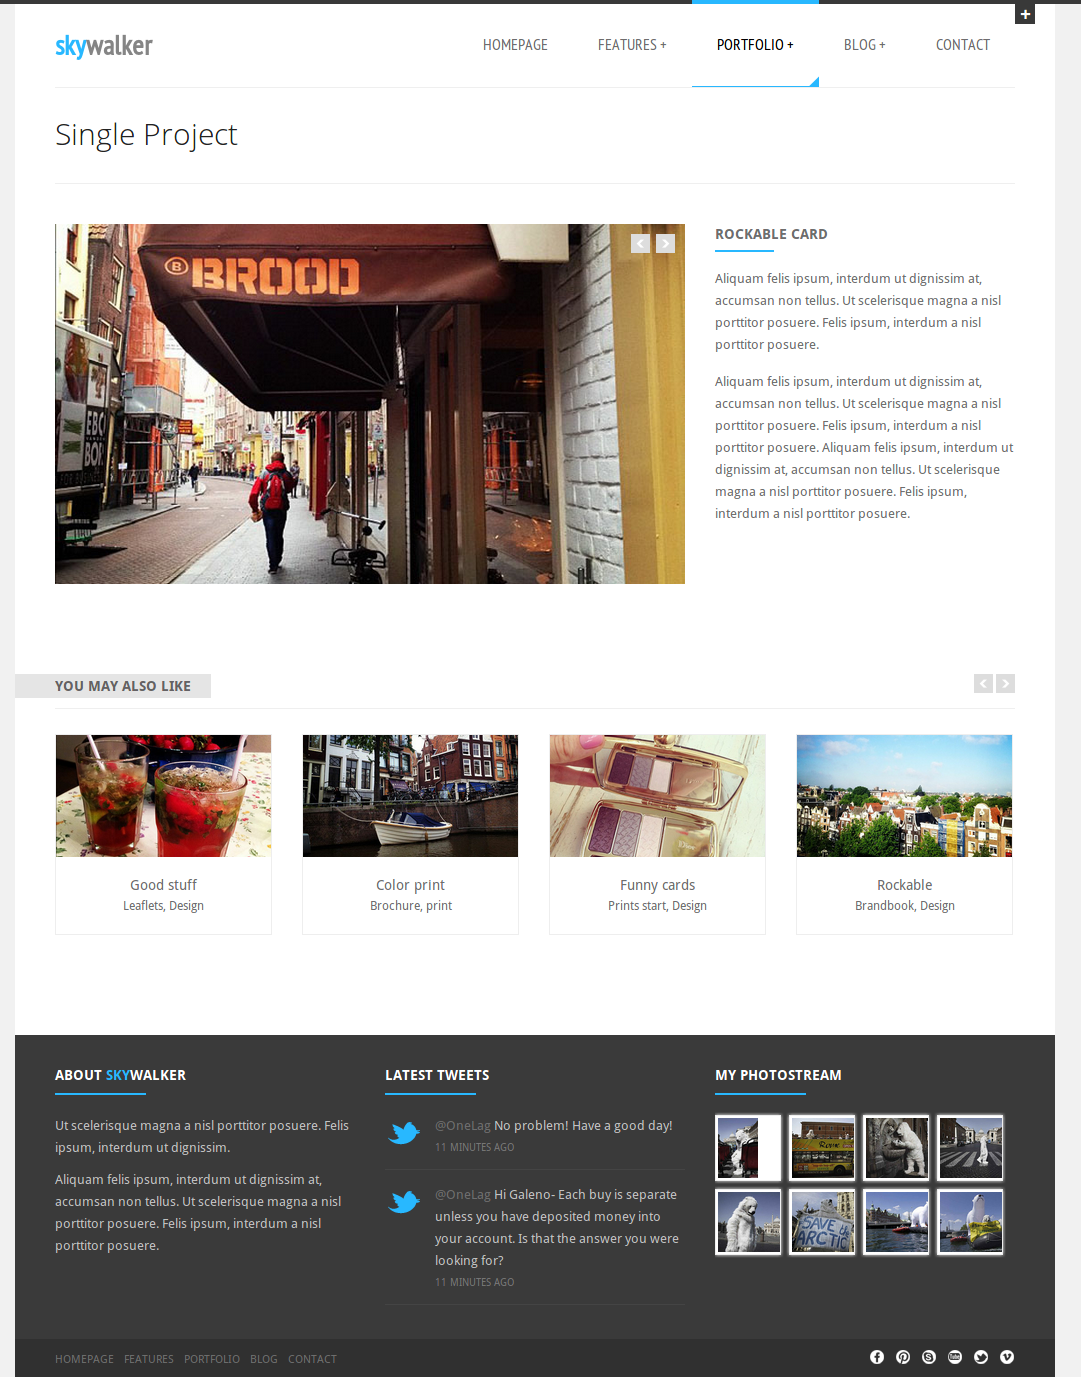 +
skywalker
HOMEPAGE
FEATURES +
PORTFOLIO +
BLOG +
CONTACT
Single Project
B BROOD
ROCKABLE CARD
Aliquam felis ipsum, interdum ut dignissim at,
accumsan non tellus. Ut scelerisque magna a nisl
porttitor posuere. Felis ipsum, interdum a nisl
porttitor posuere.
Aliquam felis ipsum, interdum ut dignissim at,
accumsan non tellus. Ut scelerisque magna a nisl
porttitor posuere. Felis ipsum, interdum a nisl
porttitor posuere. Aliquam felis ipsum, interdum ut
dignissim at, accumsan non tellus. Ut scelerisque
magna a nisl porttitor posuere. Felis ipsum,
interdum a nisl porttitor posuere.
YOU MAY ALSO LIKE
Good stuff
Leaflets, Design
Color print
Brochure, print
Funny cards
Prints start, Design
Rockable
Brandbook, Design
ABOUT SKYWALKER
Ut scelerisque magna a nisl porttitor posuere. Felis
ipsum, interdum ut dignissim.
Aliquam felis ipsum, interdum ut dignissim at,
accumsan non tellus. Ut scelerisque magna a nisl
porttitor posuere. Felis ipsum, interdum a nisl
porttitor posuere.
LATEST TWEETS
@OneLag No problem! Have a good day!
11 MINUTES AGO
@OneLag Hi Galeno- Each buy is separate
unless you have deposited money into
your account. Is that the answer you were
looking for?
11 MINUTES AGO
MY PHOTOSTREAM
SAVE
ARCTIC
HOMEPAGE
FEATURES
PORTFOLIO
BLOG
CONTACT